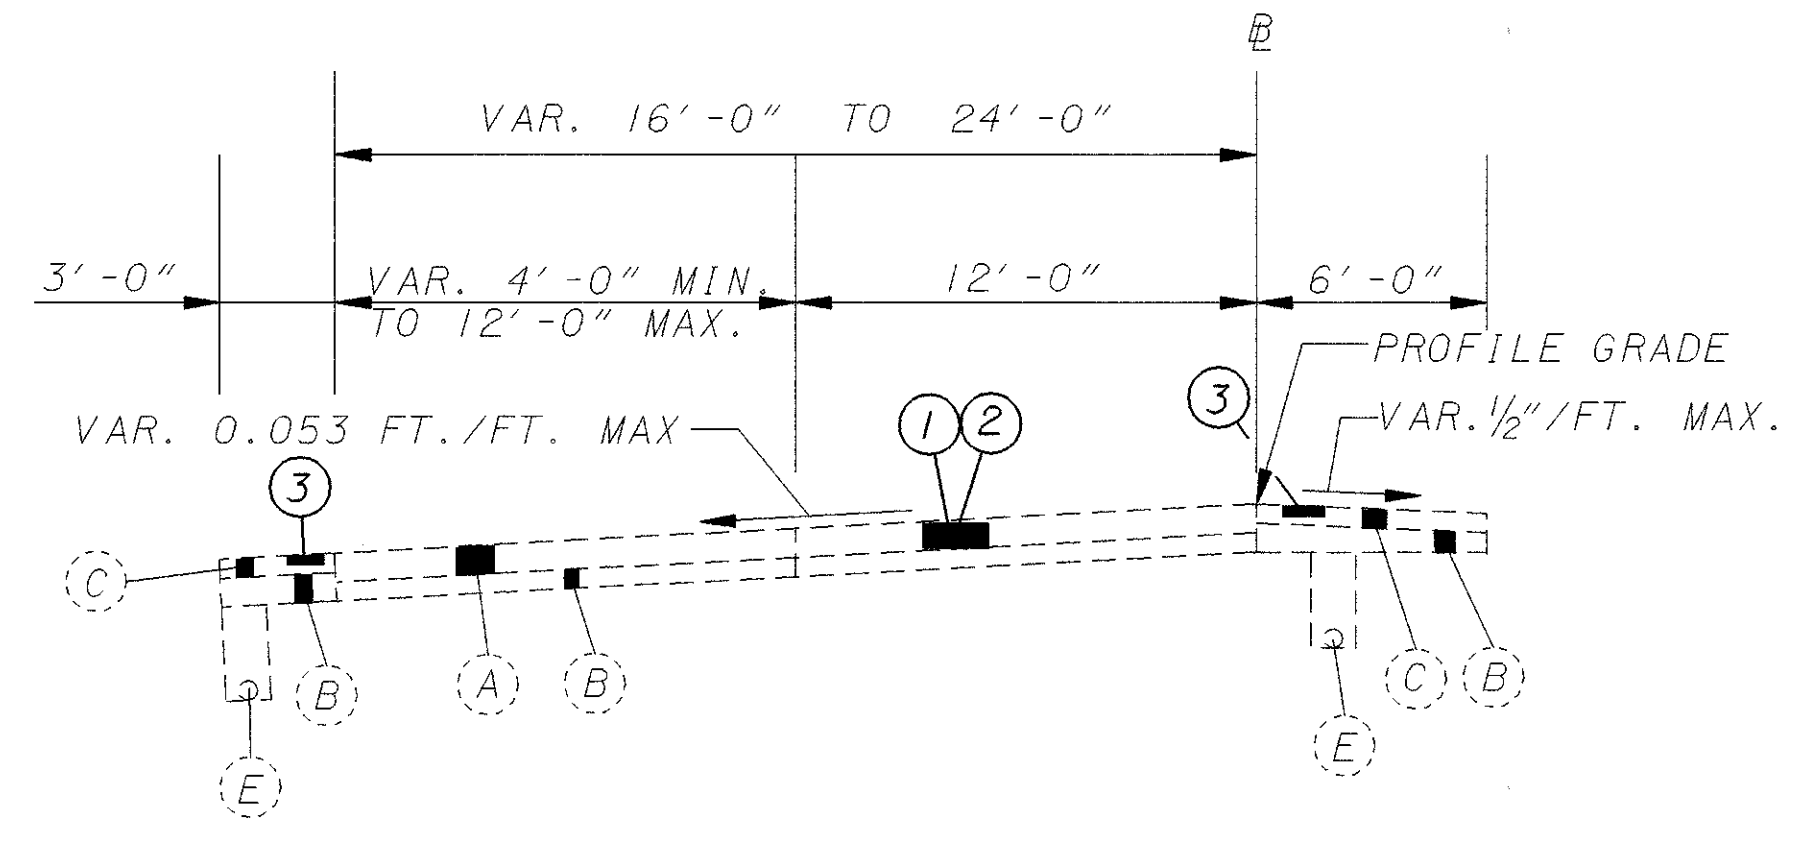 ℄
VAR. 16'-0" TO 24'-0"
3'-0"
VAR. 4'-0" MIN.
TO 12'-0" MAX.
12'-0"
6'-0"
PROFILE GRADE
VAR. 0.053 FT./FT. MAX
VAR. 1/2"/FT. MAX.
3
1
2
3
C
B
A
B
C
B
E
E